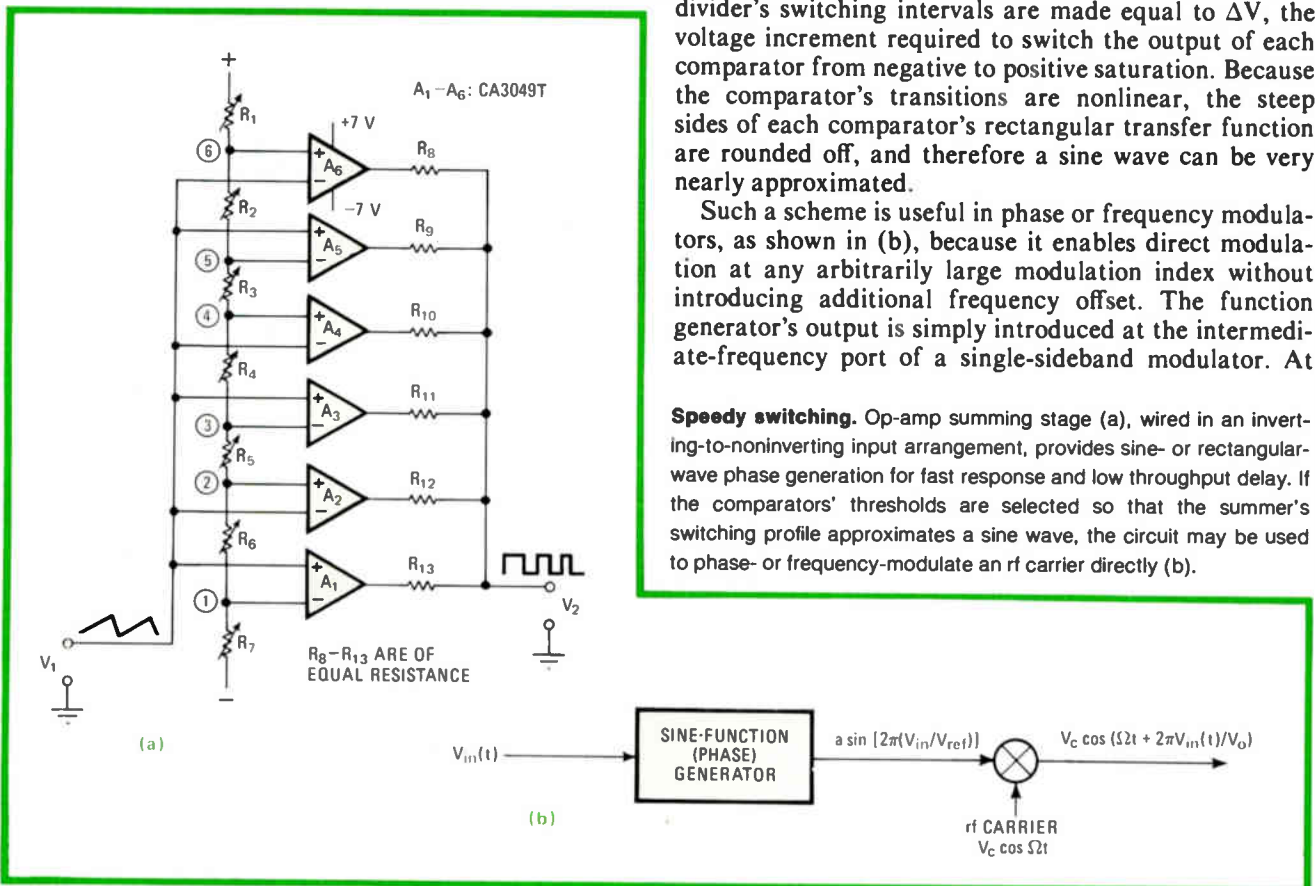 divider's switching intervals are made equal to ΔV, the
voltage increment required to switch the output of each
comparator from negative to positive saturation. Because
the comparator's transitions are nonlinear, the steep
sides of each comparator's rectangular transfer function
are rounded off, and therefore a sine wave can be very
nearly approximated.
Such a scheme is useful in phase or frequency modula-
tors, as shown in (b), because it enables direct modula-
tion at any arbitrarily large modulation index without
introducing additional frequency offset. The function
generator's output is simply introduced at the intermedi-
ate-frequency port of a single-sideband modulator. At
Speedy switching. Op-amp summing stage (a), wired in an invert-
ing-to-noninverting input arrangement, provides sine- or rectangular-
wave phase generation for fast response and low throughput delay. If
the comparators' thresholds are selected so that the summer's
switching profile approximates a sine wave, the circuit may be used
to phase- or frequency-modulate an rf carrier directly (b).
+
A₁–A₆: CA3049T
R₁
+7 V
⑥
+
A₆
−
R₈
−7 V
R₂
+
A₅
−
R₉
⑤
R₃
④
+
A₄
−
R₁₀
R₄
+
A₃
−
R₁₁
③
R₅
②
+
A₂
−
R₁₂
R₆
+
A₁
−
R₁₃
①
V₂
R₇
V₁
R₈–R₁₃ ARE OF
EQUAL RESISTANCE
−
(a)
V_in(t)
SINE-FUNCTION
(PHASE)
GENERATOR
a sin [2π(V_in/V_ref)]
V_c cos (Ωt + 2πV_in(t)/V_o)
rf CARRIER
V_c cos Ωt
(b)